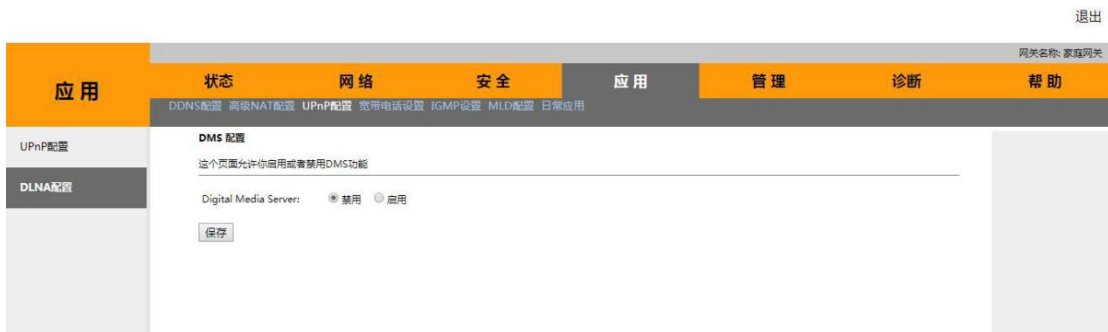 退出
网关名称: 家庭网关
应用
状态 网络 安全 应用 管理 诊断 帮助
DDNS配置 高级NAT配置 UPnP配置 宽带电话设置 IGMP设置 MLD配置 日常应用
UPnP配置
DLNA配置
DMS 配置
这个页面允许你启用或者禁用DMS功能
Digital Media Server: 禁用 启用
保存